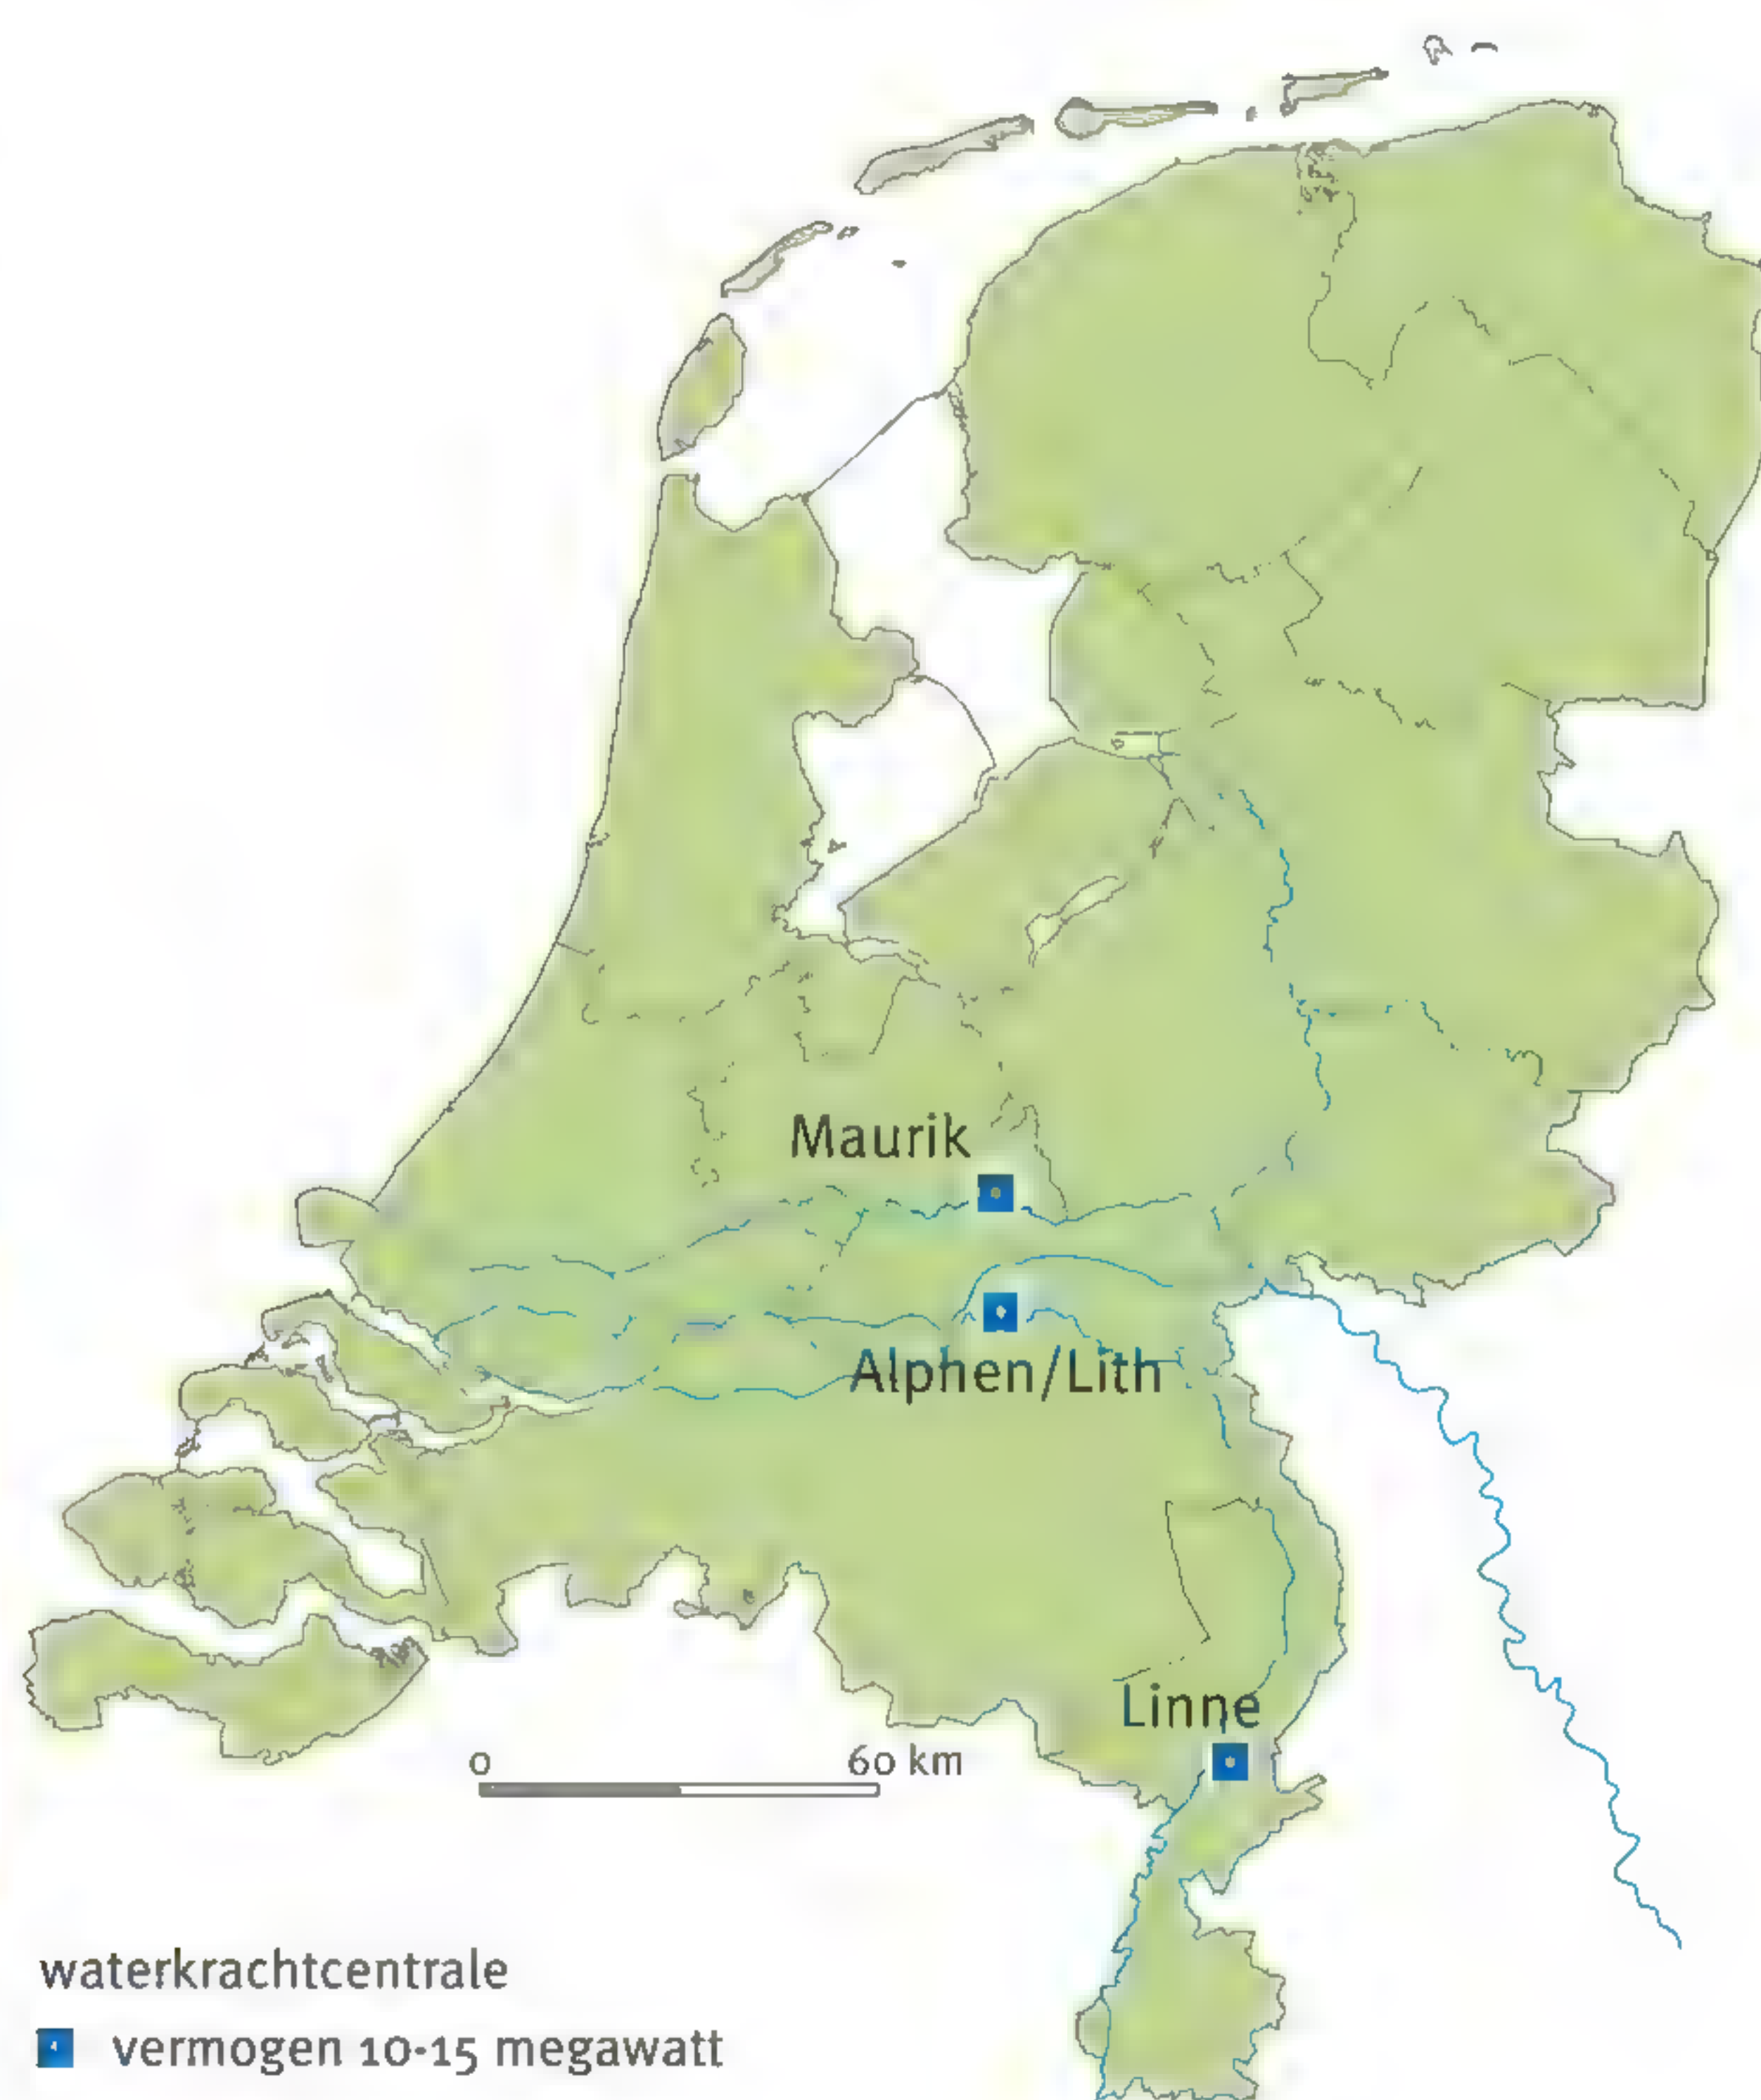 Maurik
Alphen/Lith
Linne
0 60 km
waterkrachtcentrale
vermogen 10-15 megawatt